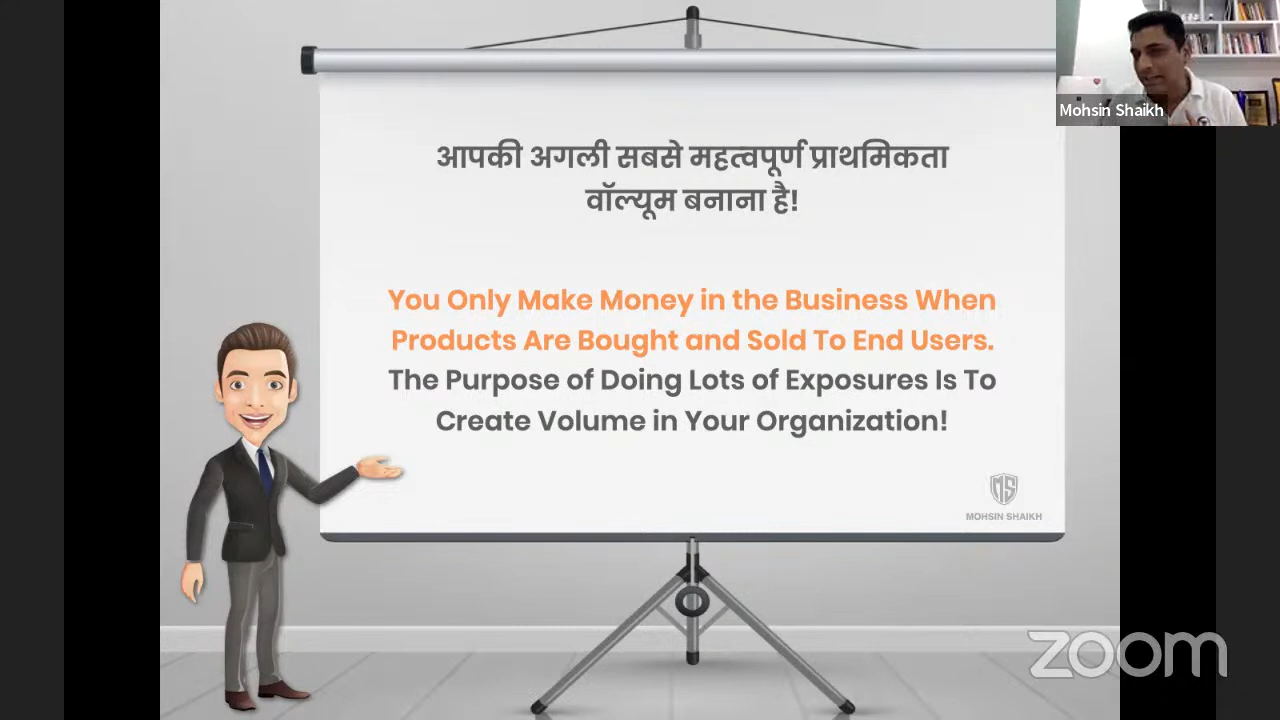 Mohsin Shaikh
आपकी अगली सबसे महत्वपूर्ण प्राथमिकता
वॉल्यूम बनाना है!
You Only Make Money in the Business When
Products Are Bought and Sold To End Users.
The Purpose of Doing Lots of Exposures Is To
Create Volume in Your Organization!
MS
MOHSIN SHAIKH
zoom